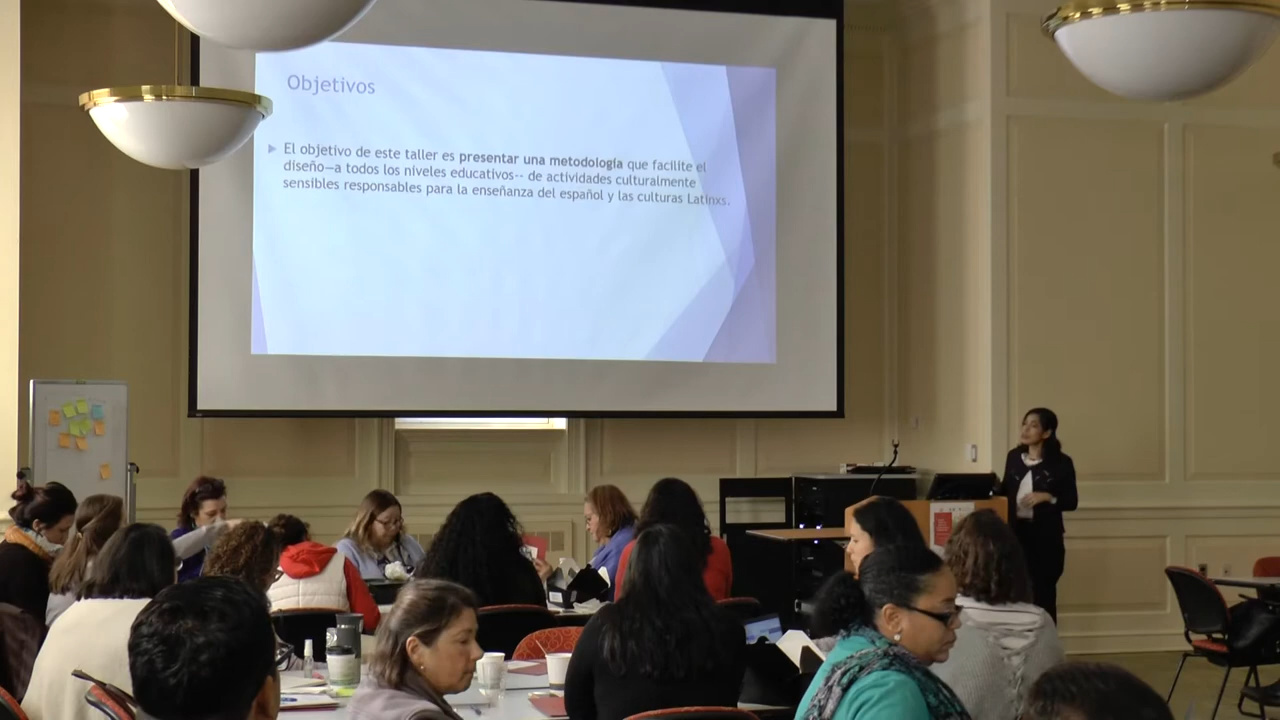 Objetivos
El objetivo de este taller es presentar una metodología que facilite el
diseño—a todos los niveles educativos-- de actividades culturalmente
sensibles responsables para la enseñanza del español y las culturas Latinxs.